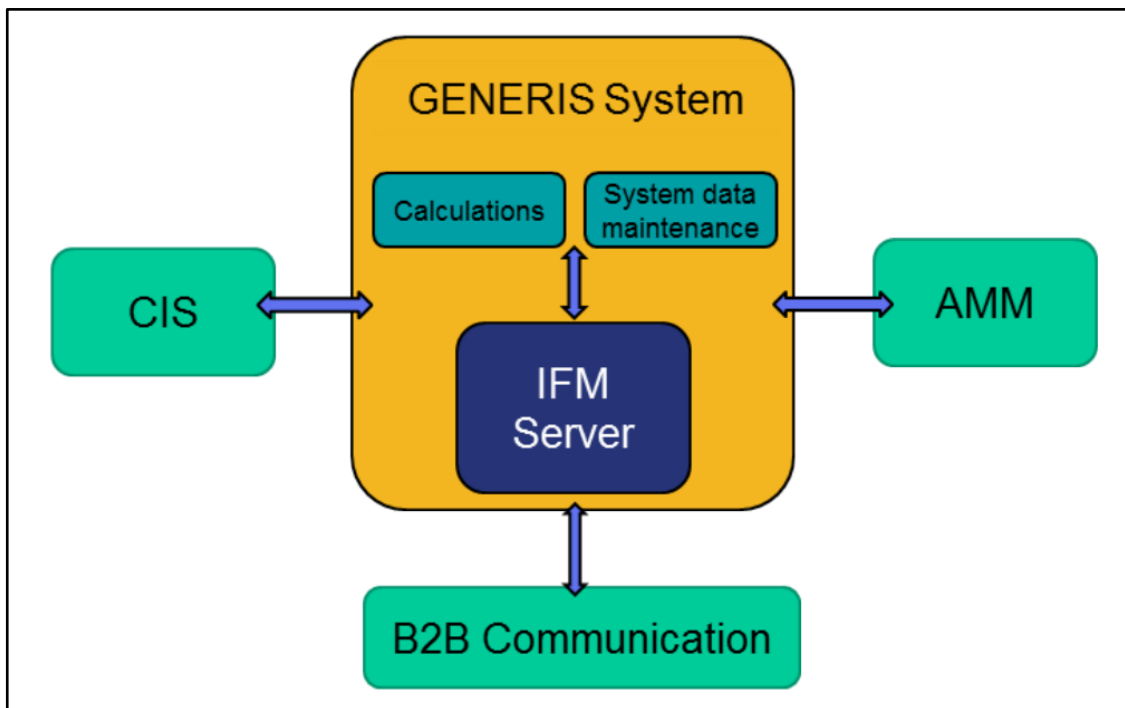 GENERIS System
Calculations
System data
maintenance
CIS
AMM
IFM
Server
B2B Communication